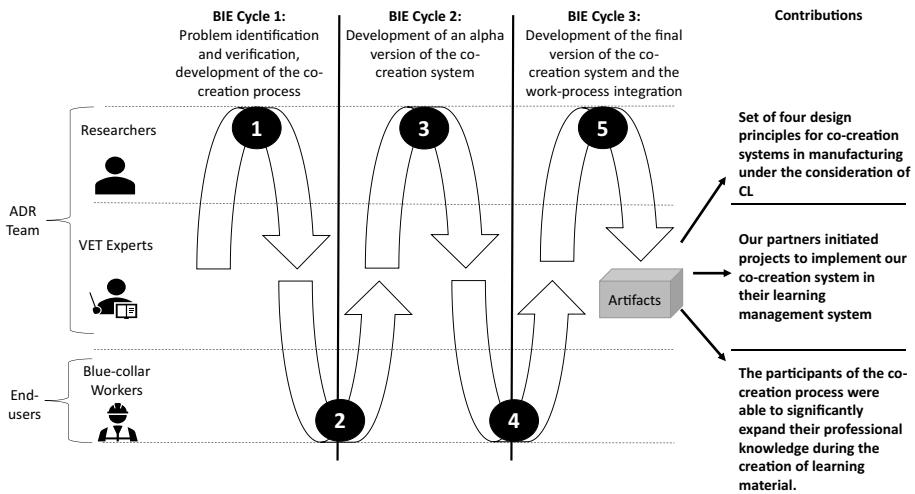 BIE Cycle 1:
Problem identification
and verification,
development of the co-
creation process
BIE Cycle 2:
Development of an alpha
version of the co-
creation system
BIE Cycle 3:
Development of the final
version of the co-
creation system and the
work-process integration
Contributions
ADR
Team
Researchers
VET Experts
End-
users
Blue-collar
Workers
1
2
3
4
5
Artifacts
Set of four design
principles for co-creation
systems in manufacturing
under the consideration of
CL
Our partners initiated
projects to implement our
co-creation system in
their learning
management system
The participants of the co-
creation process were
able to significantly
expand their professional
knowledge during the
creation of learning
material.